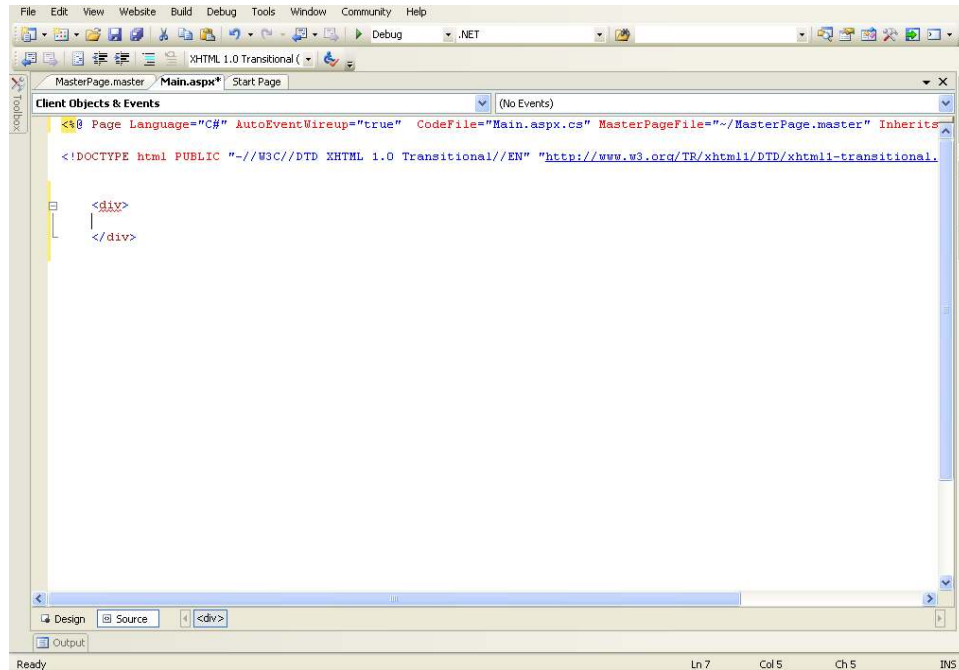 File Edit View Website Build Debug Tools Window Community Help
Debug .NET
XHTML 1.0 Transitional (
Toolbox
MasterPage.master Main.aspx* Start Page
Client Objects & Events (No Events)
<%@ Page Language="C#" AutoEventWireup="true" CodeFile="Main.aspx.cs" MasterPageFile="~/MasterPage.master" Inherits
<!DOCTYPE html PUBLIC "-//W3C//DTD XHTML 1.0 Transitional//EN" "http://www.w3.org/TR/xhtml1/DTD/xhtml1-transitional.
<div>
</div>
Design Source <div>
Output
Ready Ln 7 Col 5 Ch 5 INS